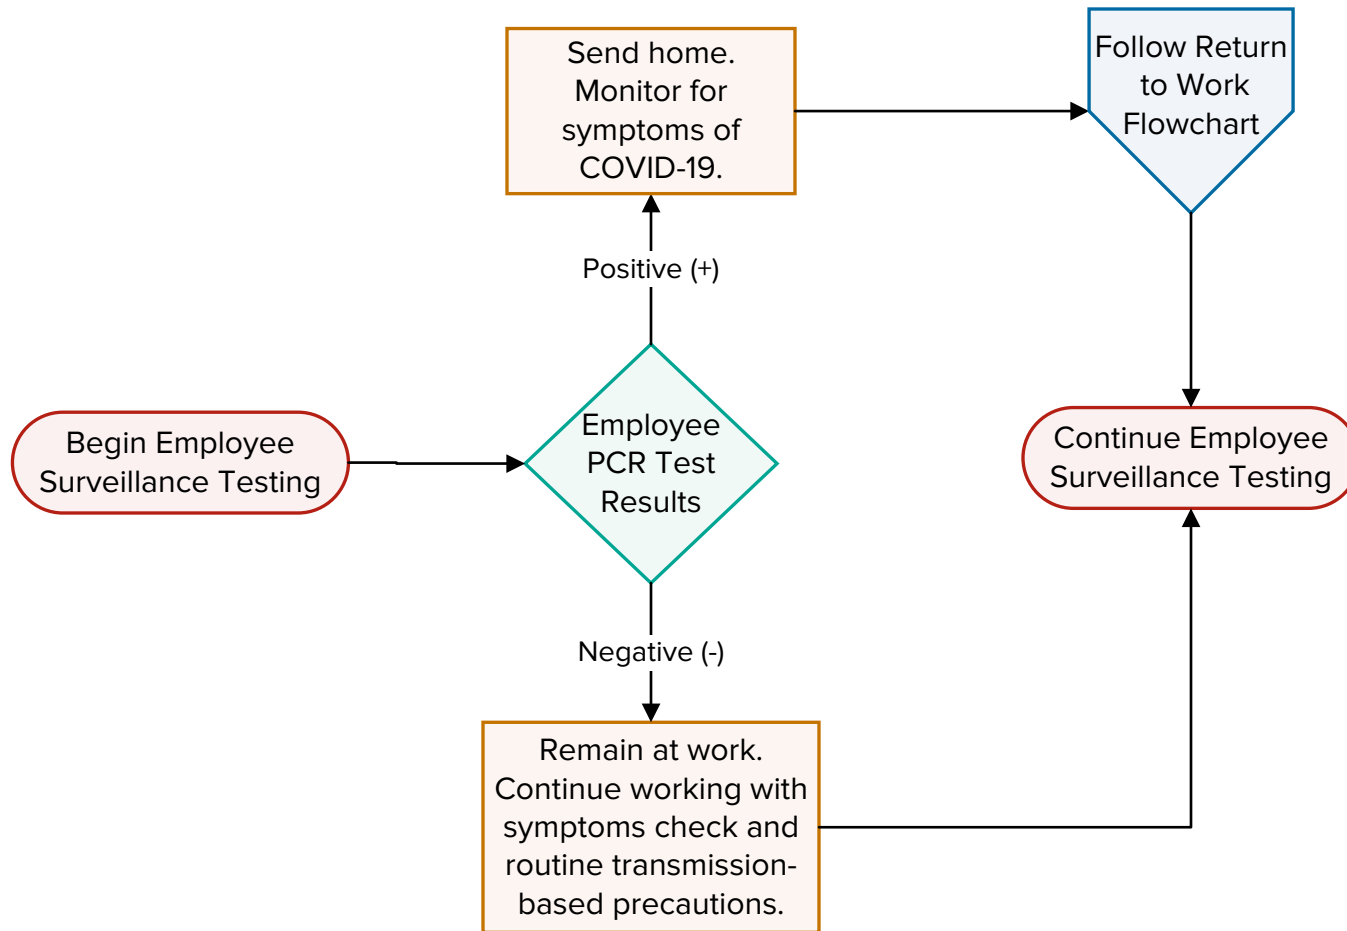 Begin Employee
Surveillance Testing
Employee
PCR Test
Results
Positive (+)
Send home.
Monitor for
symptoms of
COVID-19.
Follow Return
to Work
Flowchart
Negative (-)
Remain at work.
Continue working with
symptoms check and
routine transmission-
based precautions.
Continue Employee
Surveillance Testing